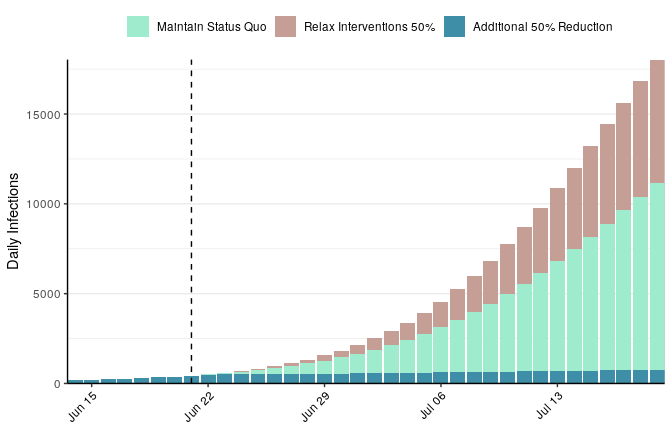 Maintain Status Quo Relax Interventions 50% Additional 50% Reduction
Daily Infections
15000
10000
5000
0
Jun 15 Jun 22 Jun 29 Jul 06 Jul 13